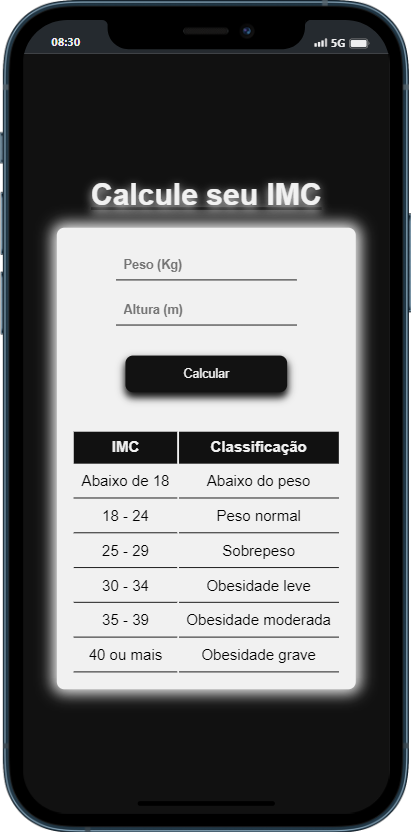 08:30 5G
Calcule seu IMC
Peso (Kg)
Altura (m)
Calcular
IMC Classificação
Abaixo de 18 Abaixo do peso
18 - 24 Peso normal
25 - 29 Sobrepeso
30 - 34 Obesidade leve
35 - 39 Obesidade moderada
40 ou mais Obesidade grave